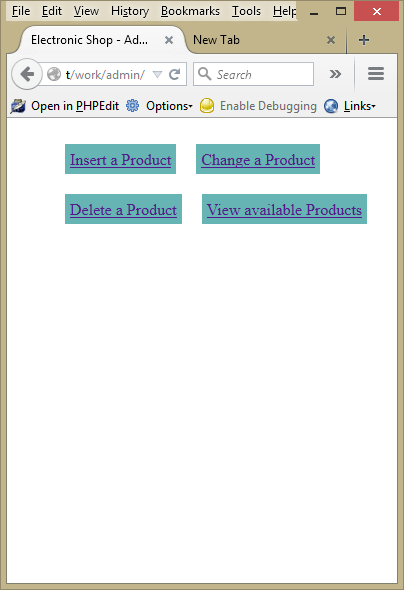 File Edit View History Bookmarks Tools Help
Electronic Shop - Ad... New Tab
t/work/admin/ Search
Open in PHPEdit Options Enable Debugging Links
Insert a Product Change a Product
Delete a Product View available Products